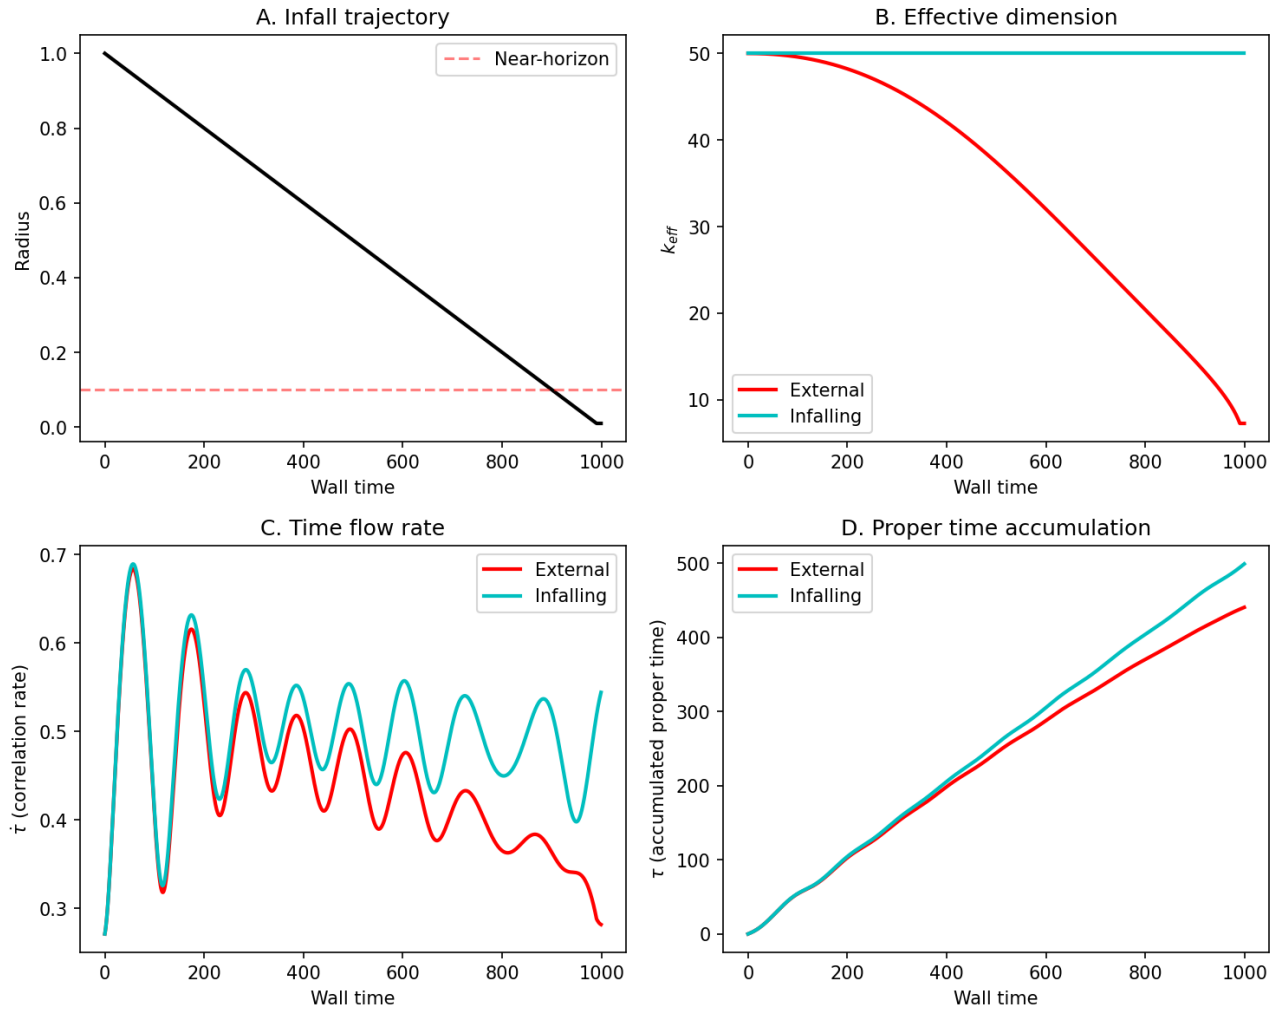 A. Infall trajectory
1.0
0.8
0.6
0.4
0.2
0.0
Radius
Near-horizon
0 200 400 600 800 1000
Wall time
B. Effective dimension
50
40
30
20
10
k_eff
External
Infalling
0 200 400 600 800 1000
Wall time
C. Time flow rate
0.7
0.6
0.5
0.4
0.3
τ̇ (correlation rate)
External
Infalling
0 200 400 600 800 1000
Wall time
D. Proper time accumulation
500
400
300
200
100
0
τ (accumulated proper time)
External
Infalling
0 200 400 600 800 1000
Wall time